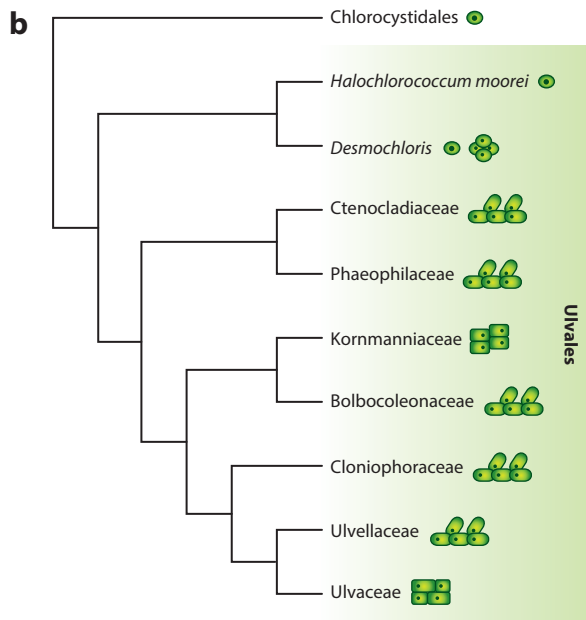 b
Chlorocystidales
Halochlorococcum moorei
Desmochloris
Ctenocladiaceae
Phaeophilaceae
Kornmanniaceae
Bolbocoleonaceae
Cloniophoraceae
Ulvellaceae
Ulvaceae
Ulvales